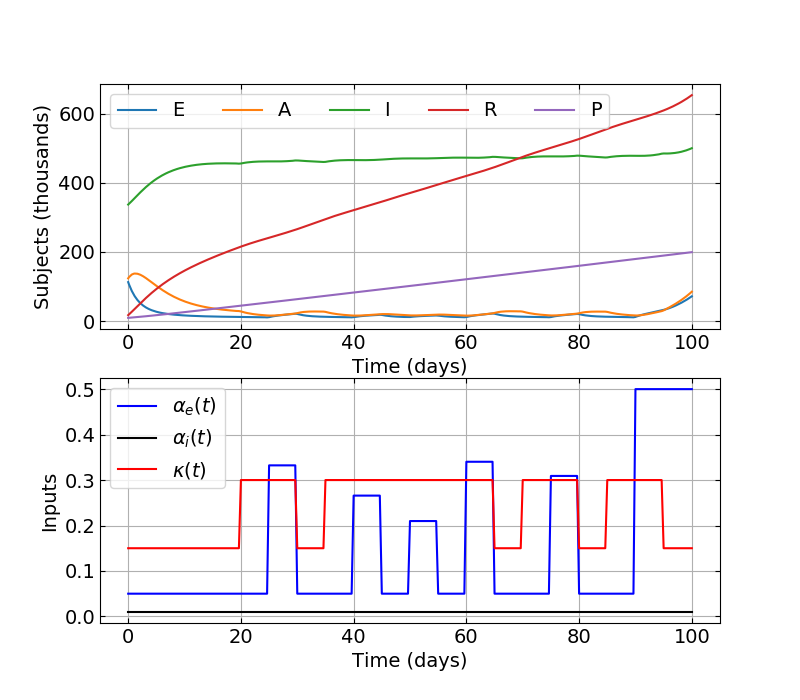 E A I R P
600
400
200
0
Subjects (thousands)
0 20 40 60 80 100
Time (days)
αe(t)
αi(t)
κ(t)
0.5
0.4
0.3
0.2
0.1
0.0
Inputs
0 20 40 60 80 100
Time (days)